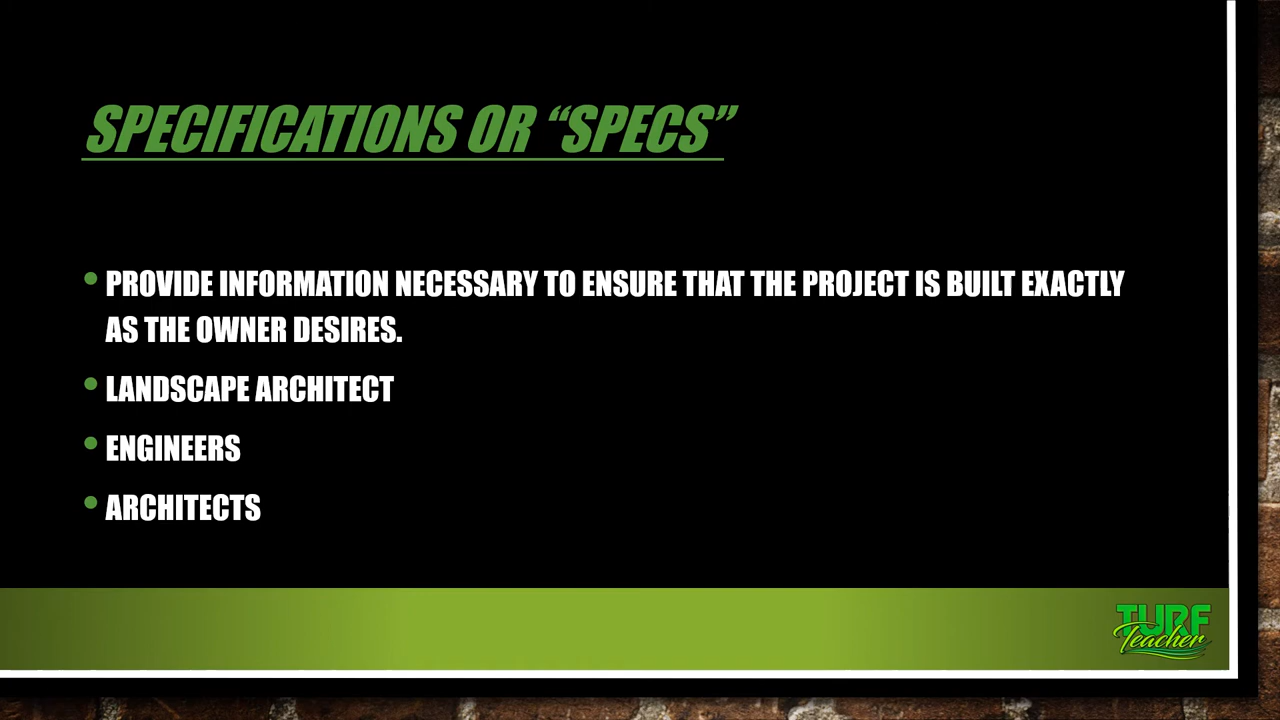 SPECIFICATIONS OR “SPECS”
• PROVIDE INFORMATION NECESSARY TO ENSURE THAT THE PROJECT IS BUILT EXACTLY
AS THE OWNER DESIRES.
• LANDSCAPE ARCHITECT
• ENGINEERS
• ARCHITECTS
TURF
Teacher